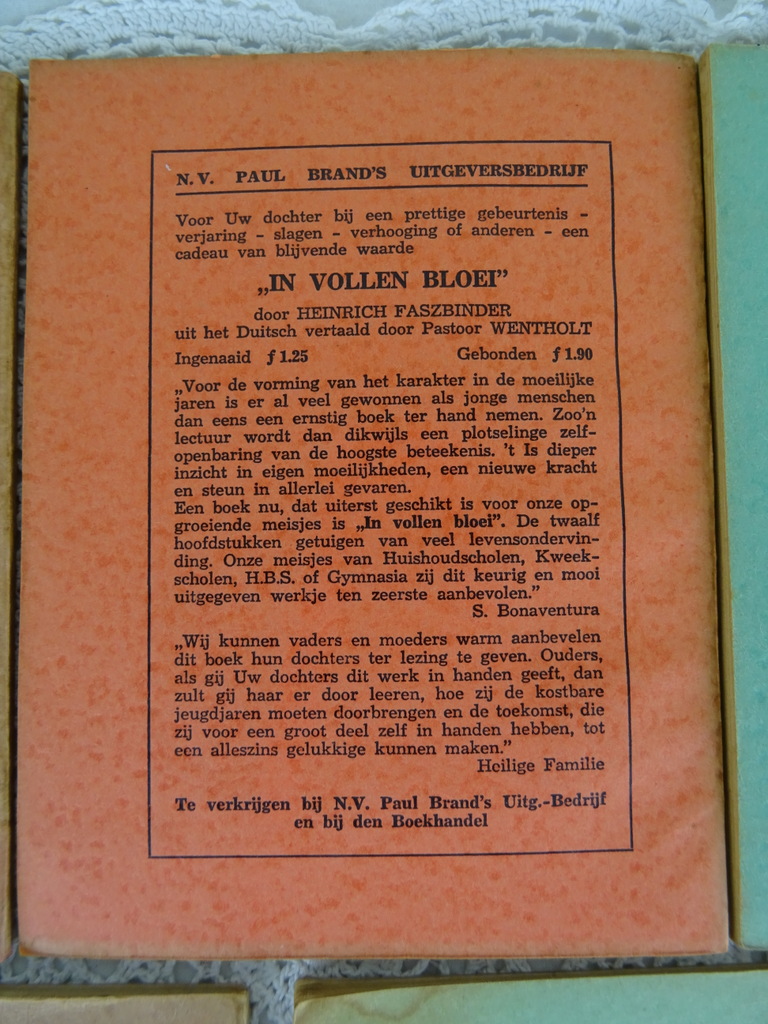 N.V. PAUL BRAND'S UITGEVERSBEDRIJF
Voor Uw dochter bij een prettige gebeurtenis -
verjaring - slagen - verhooging of anderen - een
cadeau van blijvende waarde
„IN VOLLEN BLOEI”
door HEINRICH FASZBINDER
uit het Duitsch vertaald door Pastoor WENTHOLT
Ingenaaid ƒ 1.25 Gebonden ƒ 1.90
„Voor de vorming van het karakter in de moeilijke
jaren is er al veel gewonnen als jonge menschen
dan eens een ernstig boek ter hand nemen. Zoo'n
lectuur wordt dan dikwijls een plotselinge zelf-
openbaring van de hoogste beteekenis. 't Is dieper
inzicht in eigen moeilijkheden, een nieuwe kracht
en steun in allerlei gevaren.
Een boek nu, dat uiterst geschikt is voor onze op-
groeiende meisjes is „In vollen bloei”. De twaalf
hoofdstukken getuigen van veel levensondervin-
ding. Onze meisjes van Huishoudscholen, Kweek-
scholen, H.B.S. of Gymnasia zij dit keurig en mooi
uitgegeven werkje ten zeerste aanbevolen.”
S. Bonaventura
„Wij kunnen vaders en moeders warm aanbevelen
dit boek hun dochters ter lezing te geven. Ouders,
als gij Uw dochters dit werk in handen geeft, dan
zult gij haar er door leeren, hoe zij de kostbare
jeugdjaren moeten doorbrengen en de toekomst, die
zij voor een groot deel zelf in handen hebben, tot
een alleszins gelukkige kunnen maken.”
Heilige Familie
Te verkrijgen bij N.V. Paul Brand's Uitg.-Bedrijf
en bij den Boekhandel